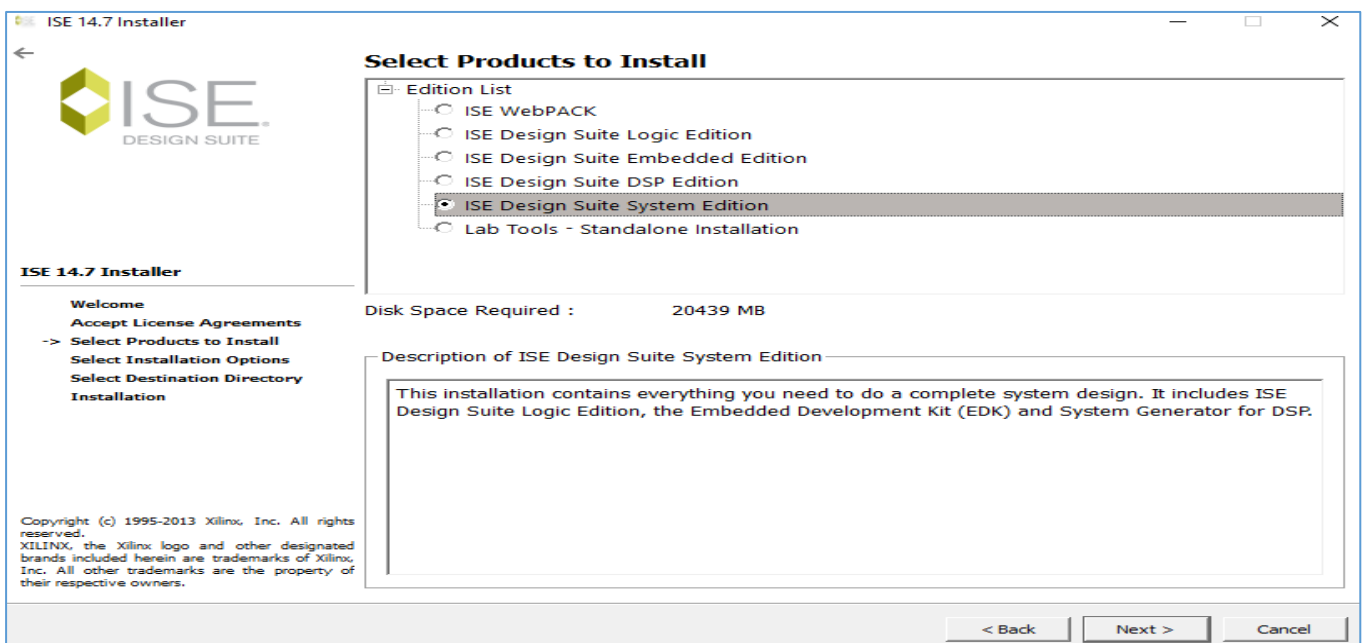 ISE 14.7 Installer
ISE.
DESIGN SUITE
ISE 14.7 Installer
Welcome
Accept License Agreements
-> Select Products to Install
Select Installation Options
Select Destination Directory
Installation
Copyright (c) 1995-2013 Xilinx, Inc. All rights
reserved.
XILINX, the Xilinx logo and other designated
brands included herein are trademarks of Xilinx,
Inc. All other trademarks are the property of
their respective owners.
Select Products to Install
Edition List
ISE WebPACK
ISE Design Suite Logic Edition
ISE Design Suite Embedded Edition
ISE Design Suite DSP Edition
ISE Design Suite System Edition
Lab Tools - Standalone Installation
Disk Space Required : 20439 MB
Description of ISE Design Suite System Edition
This installation contains everything you need to do a complete system design. It includes ISE
Design Suite Logic Edition, the Embedded Development Kit (EDK) and System Generator for DSP.
< Back Next > Cancel